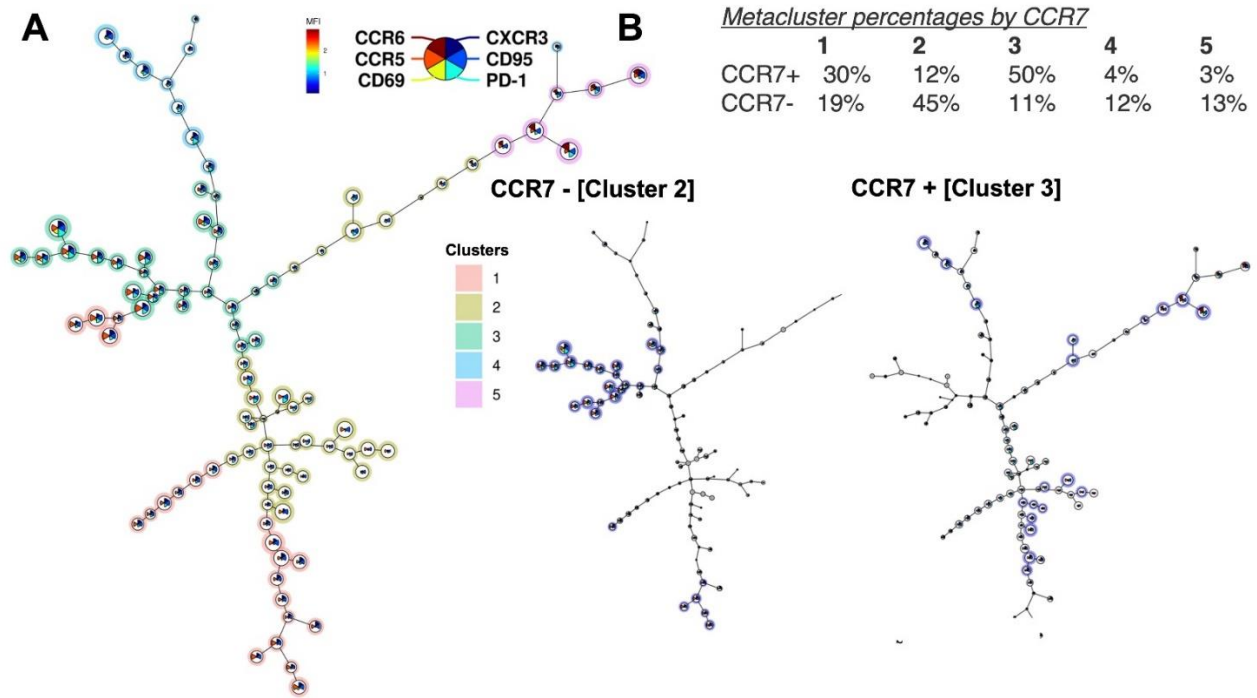 A
MFI
2
1
CCR6 CXCR3
CCR5 CD95
CD69 PD-1
B
Metacluster percentages by CCR7
1 2 3 4 5
CCR7+ 30% 12% 50% 4% 3%
CCR7- 19% 45% 11% 12% 13%
CCR7 - [Cluster 2]
CCR7 + [Cluster 3]
Clusters
1
2
3
4
5